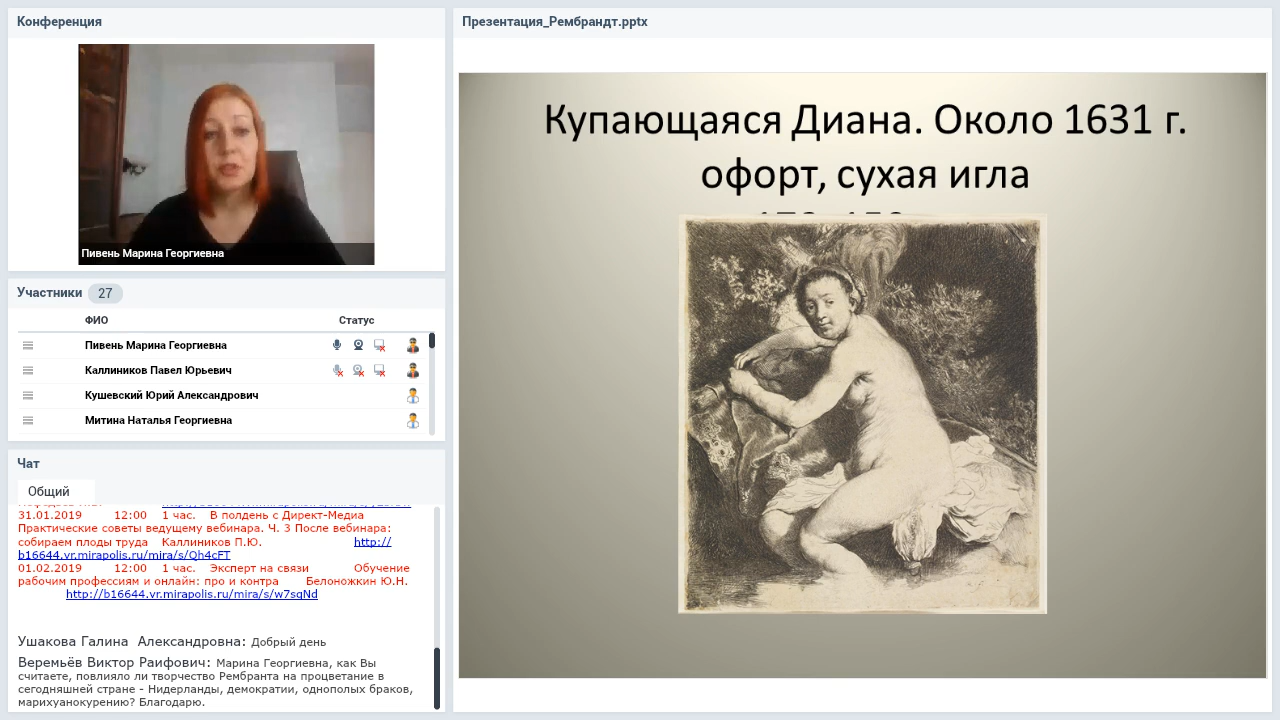 Конференция
Пивень Марина Георгиевна
Участники 27
ФИО Статус
Пивень Марина Георгиевна
Каллиников Павел Юрьевич
Кушевский Юрий Александрович
Митина Наталья Георгиевна
Чат
Общий
31.01.2019 12:00 1 час. В полдень с Директ-Медиа
Практические советы ведущему вебинара. Ч. 3 После вебинара:
собираем плоды труда Каллиников П.Ю. http://
b16644.vr.mirapolis.ru/mira/s/Qh4cFT
01.02.2019 12:00 1 час. Эксперт на связи Обучение
рабочим профессиям и онлайн: про и контра Белоножкин Ю.Н.
http://b16644.vr.mirapolis.ru/mira/s/w7sqNd
Ушакова Галина Александровна: Добрый день
Веремьёв Виктор Раифович: Марина Георгиевна, как Вы
считаете, повлияло ли творчество Рембранта на процветание в
сегодняшней стране - Нидерланды, демократии, однополых браков,
марихуанокурению? Благодарю.
Презентация_Рембрандт.pptx
Купающаяся Диана. Около 1631 г.
офорт, сухая игла